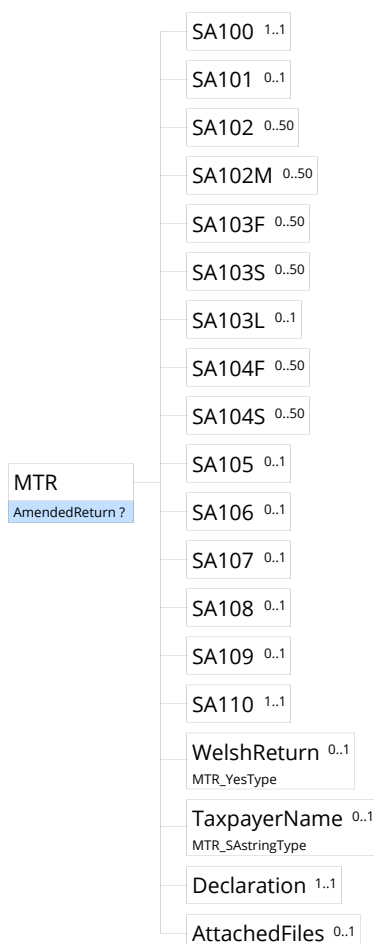 SA100 1..1
SA101 0..1
SA102 0..50
SA102M 0..50
SA103F 0..50
SA103S 0..50
SA103L 0..1
SA104F 0..50
SA104S 0..50
SA105 0..1
MTR
AmendedReturn ?
SA106 0..1
SA107 0..1
SA108 0..1
SA109 0..1
SA110 1..1
WelshReturn 0..1
MTR_YesType
TaxpayerName 0..1
MTR_SAstringType
Declaration 1..1
AttachedFiles 0..1